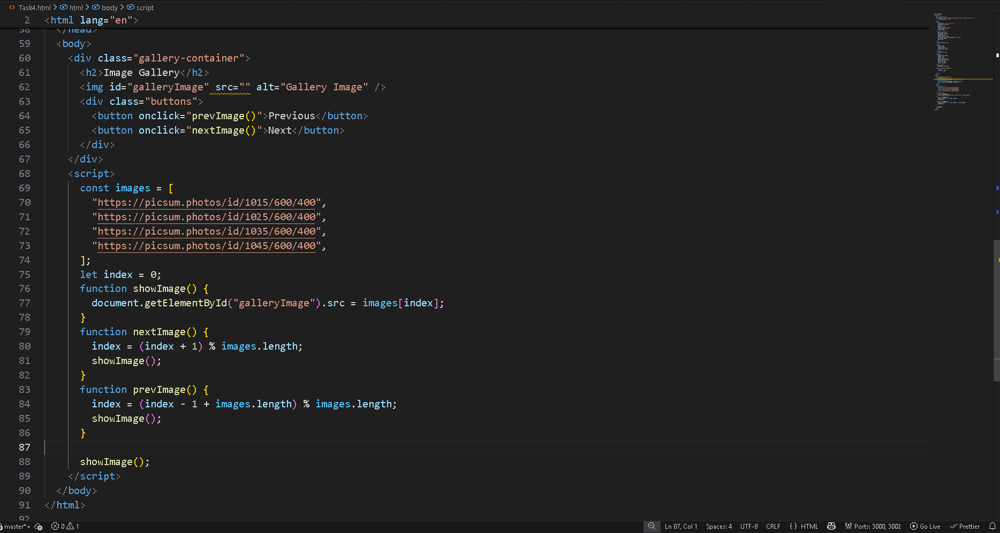 Task4.html > html > body > script
2 <html lang="en">
58 </head>
59 <body>
60 <div class="gallery-container">
61 <h2>Image Gallery</h2>
62 <img id="galleryImage" src="" alt="Gallery Image" />
63 <div class="buttons">
64 <button onclick="prevImage()">Previous</button>
65 <button onclick="nextImage()">Next</button>
66 </div>
67 </div>
68 <script>
69 const images = [
70 "https://picsum.photos/id/1015/600/400",
71 "https://picsum.photos/id/1025/600/400",
72 "https://picsum.photos/id/1035/600/400",
73 "https://picsum.photos/id/1045/600/400",
74 ];
75 let index = 0;
76 function showImage() {
77 document.getElementById("galleryImage").src = images[index];
78 }
79 function nextImage() {
80 index = (index + 1) % images.length;
81 showImage();
82 }
83 function prevImage() {
84 index = (index - 1 + images.length) % images.length;
85 showImage();
86 }
87
88 showImage();
89 </script>
90 </body>
91 </html>
92
master*+ 0 1 Ln 87, Col 1 Spaces: 4 UTF-8 CRLF {} HTML Ports: 3000, 3002 Go Live Prettier